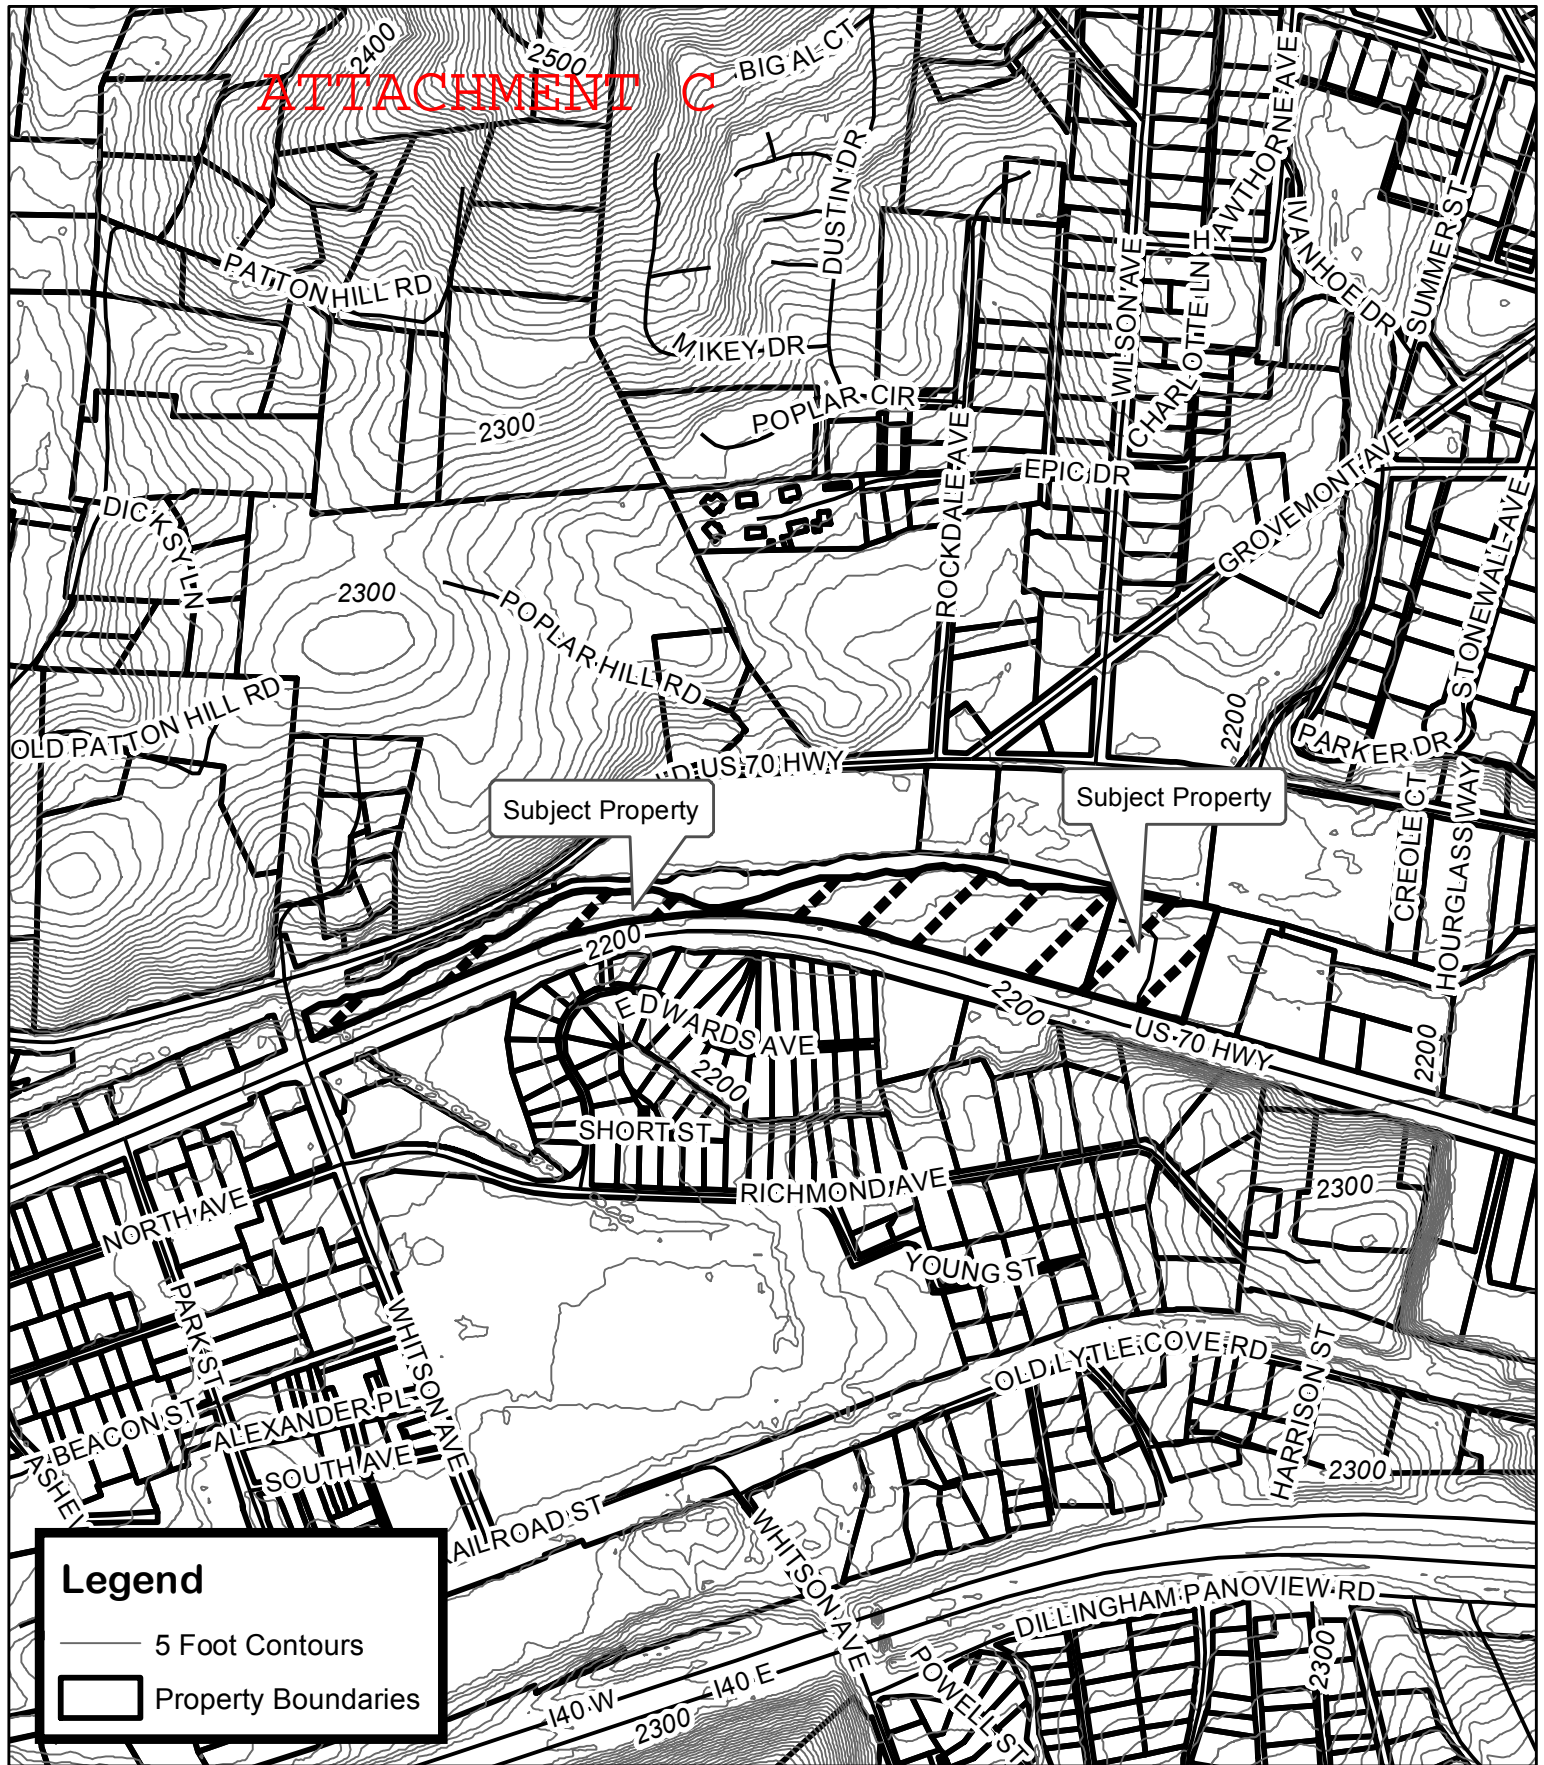 2400
2500
BIG AL CT
ATTACHMENT C
HAWTHORNE AVE
DUSTIN DR
IVANHOE DR
SUMMER ST
WILSON AVE
CHARLOTTE LN
PATTON HILL RD
MIKEY DR
POPLAR CIR
2300
ROCKDALE AVE
EPIC DR
GROVEMONT AVE
DICKSY LN
2300
POPLAR HILL RD
STONEWALL AVE
OLD PATTON HILL RD
2200
PARKER DR
D US 70 HWY
Subject Property
Subject Property
CREOLE CT
HOURGLASS WAY
2200
2200
EDWARDS AVE
US 70 HWY
2200
2200
SHORT ST
RICHMOND AVE
2300
NORTH AVE
YOUNG ST
PARK ST
WHITSON AVE
OLD LYTLE COVE RD
HARRISON ST
BEACON ST
ALEXANDER PL
SOUTH AVE
2300
ASHEV
AILROAD ST
WHITSON AVE
DILLINGHAM PANOVIEW RD
POWELL ST
2300
I40 W
I40 E
2300
Legend
5 Foot Contours
Property Boundaries